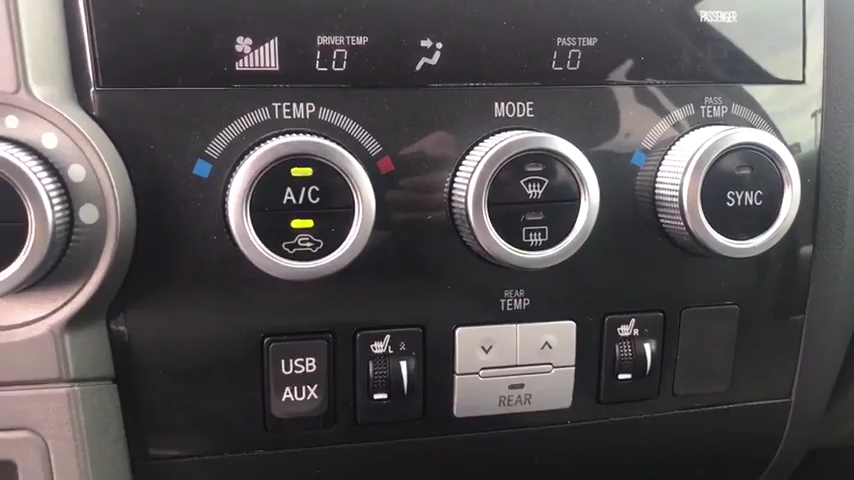 PASSENGER
DRIVER TEMP
LO
PASS TEMP
LO
TEMP
MODE
PASS
TEMP
A/C
SYNC
REAR
TEMP
USB
AUX
L
R
REAR